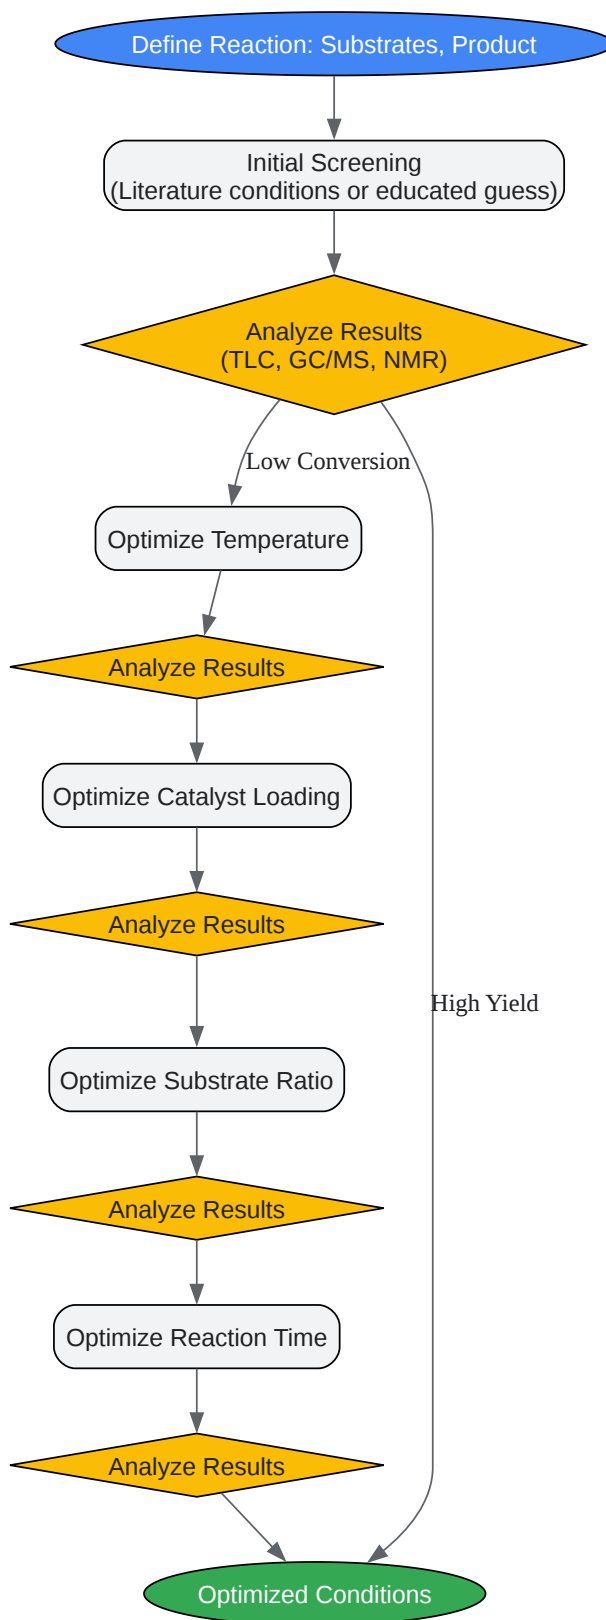 Define Reaction: Substrates, Product
Initial Screening
(Literature conditions or educated guess)
Analyze Results
(TLC, GC/MS, NMR)
Low Conversion
Optimize Temperature
Analyze Results
Optimize Catalyst Loading
Analyze Results
High Yield
Optimize Substrate Ratio
Analyze Results
Optimize Reaction Time
Analyze Results
Optimized Conditions